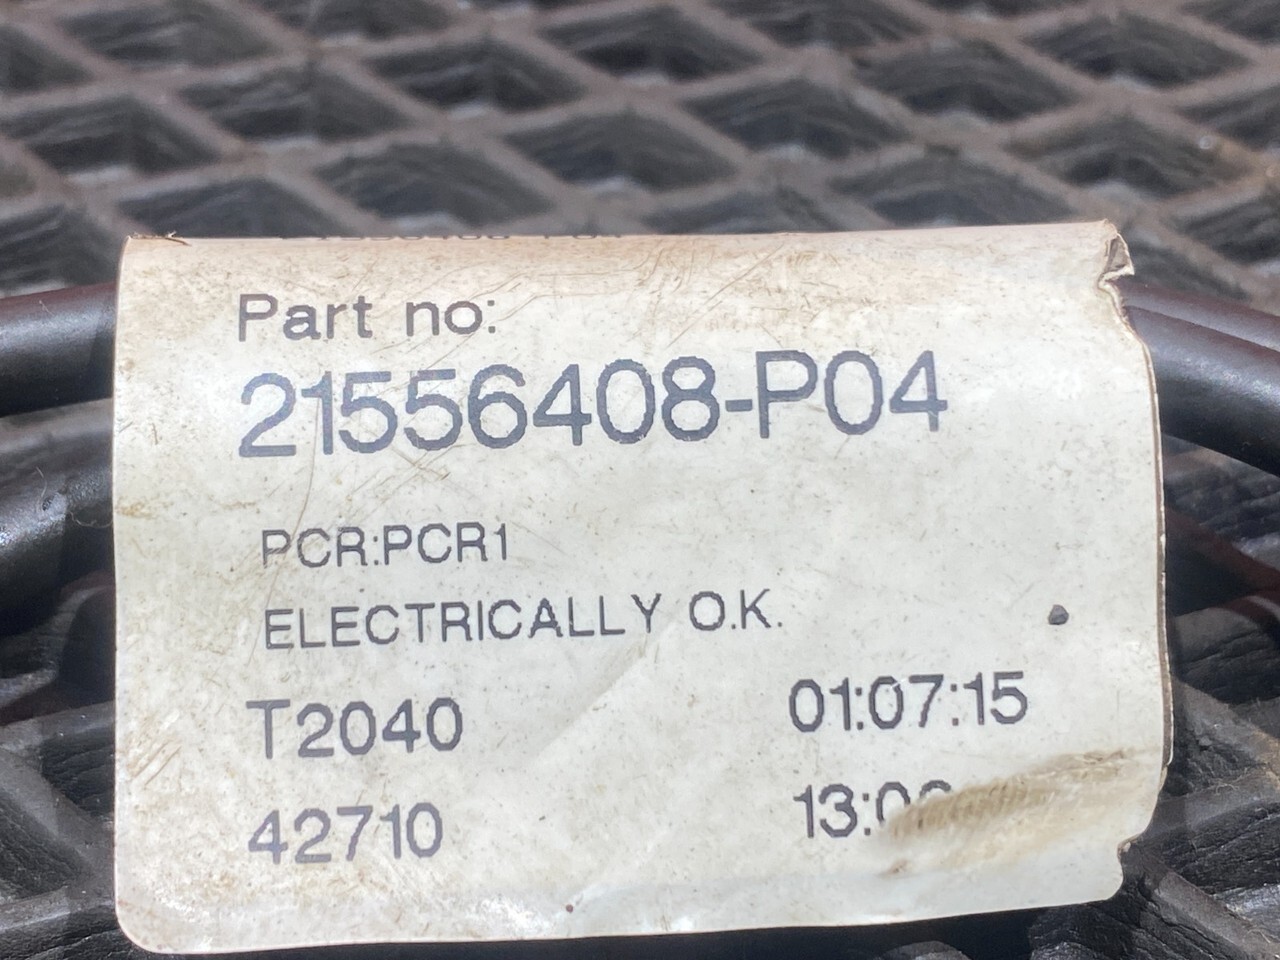 Part no:
21556408-P04
PCR:PCR1
ELECTRICALLY O.K.
T2040 01:07:15
42710